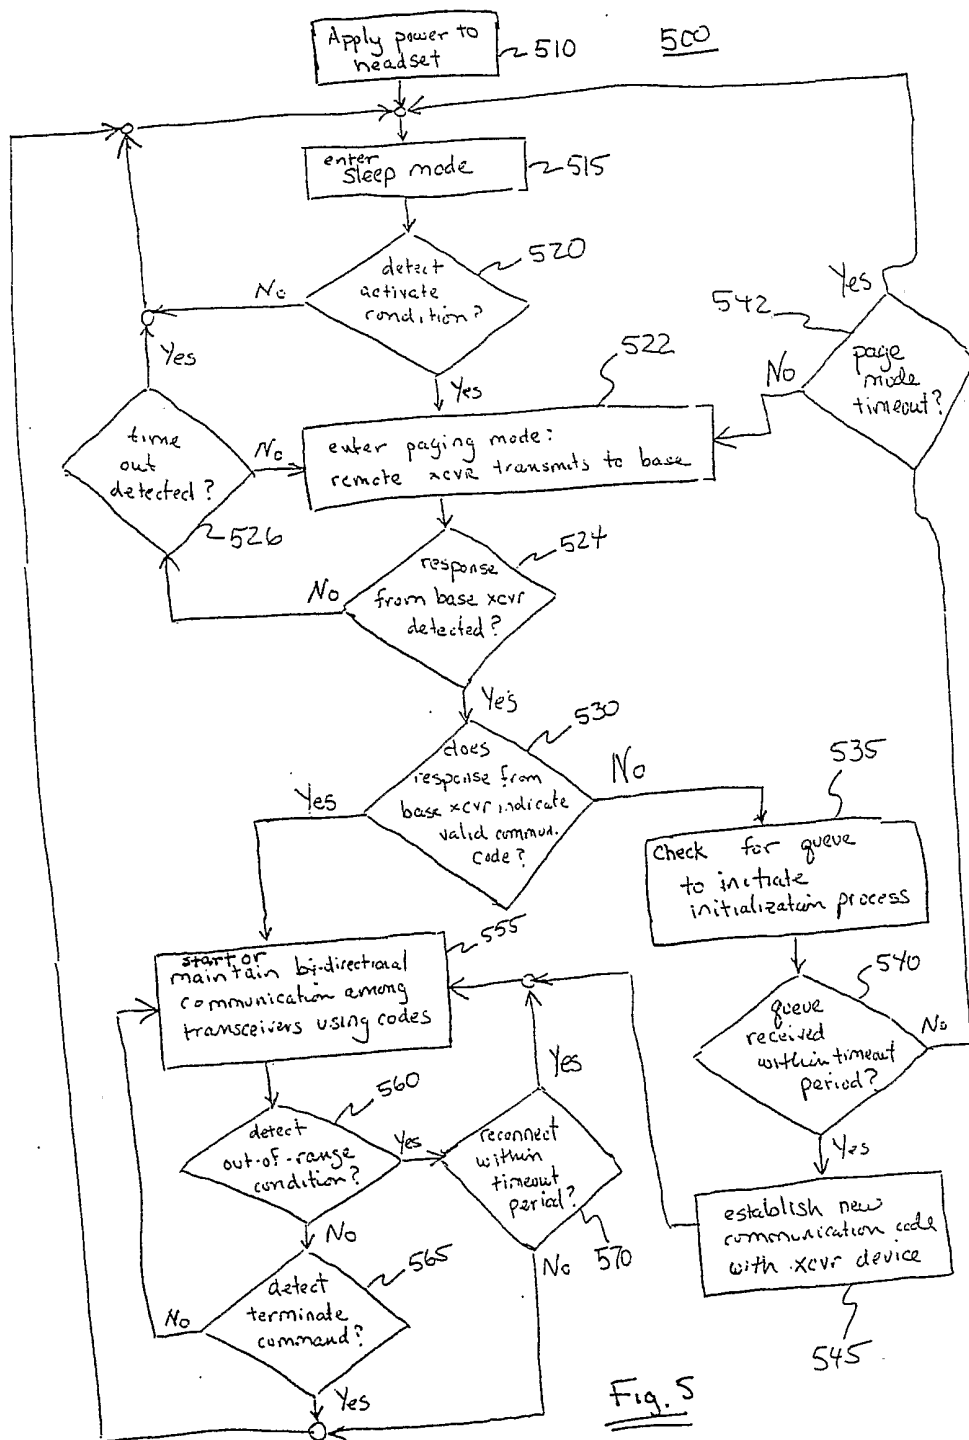 Apply power to
headset
510
500
enter
sleep mode
515
detect
activate
condition?
520
No
Yes
Yes
542
page
mode
timeout?
No
Yes
522
enter paging mode:
remote xcvr transmits to base
time
out
detected?
No
526
response
from base xcvr
detected?
524
No
Yes
does
response from
base xcvr indicate
valid commun.
code?
530
Yes
No
535
Check for queue
to initiate
initialization process
555
start or
maintain bi-directional
communication among
transceivers using codes
540
queue
received
within timeout
period?
No
Yes
560
detect
out-of-range
condition?
Yes
No
reconnect
within
timeout
period?
Yes
No
570
establish new
communication code
with xcvr device
545
565
detect
terminate
command?
No
Yes
Fig. 5